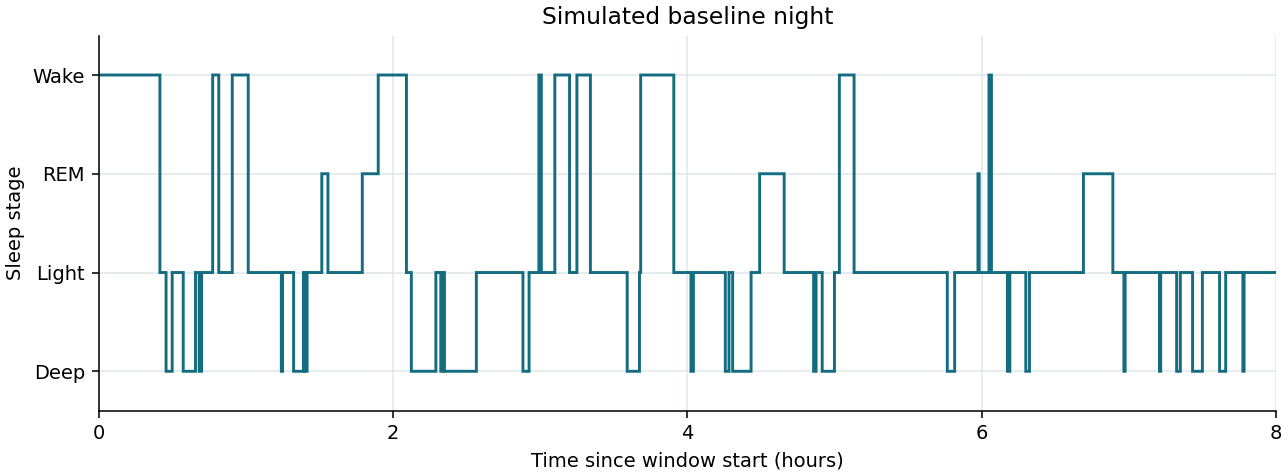 Simulated baseline night
Sleep stage
Wake
REM
Light
Deep
0 2 4 6 8
Time since window start (hours)